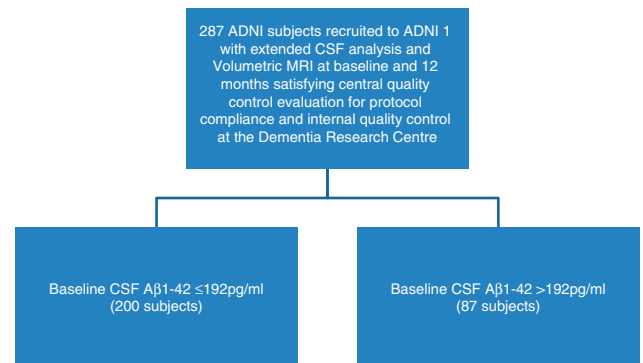 287 ADNI subjects recruited to ADNI 1
with extended CSF analysis and
Volumetric MRI at baseline and 12
months satisfying central quality
control evaluation for protocol
compliance and internal quality control
at the Dementia Research Centre
Baseline CSF Aβ1-42 ≤192pg/ml
(200 subjects)
Baseline CSF Aβ1-42 >192pg/ml
(87 subjects)